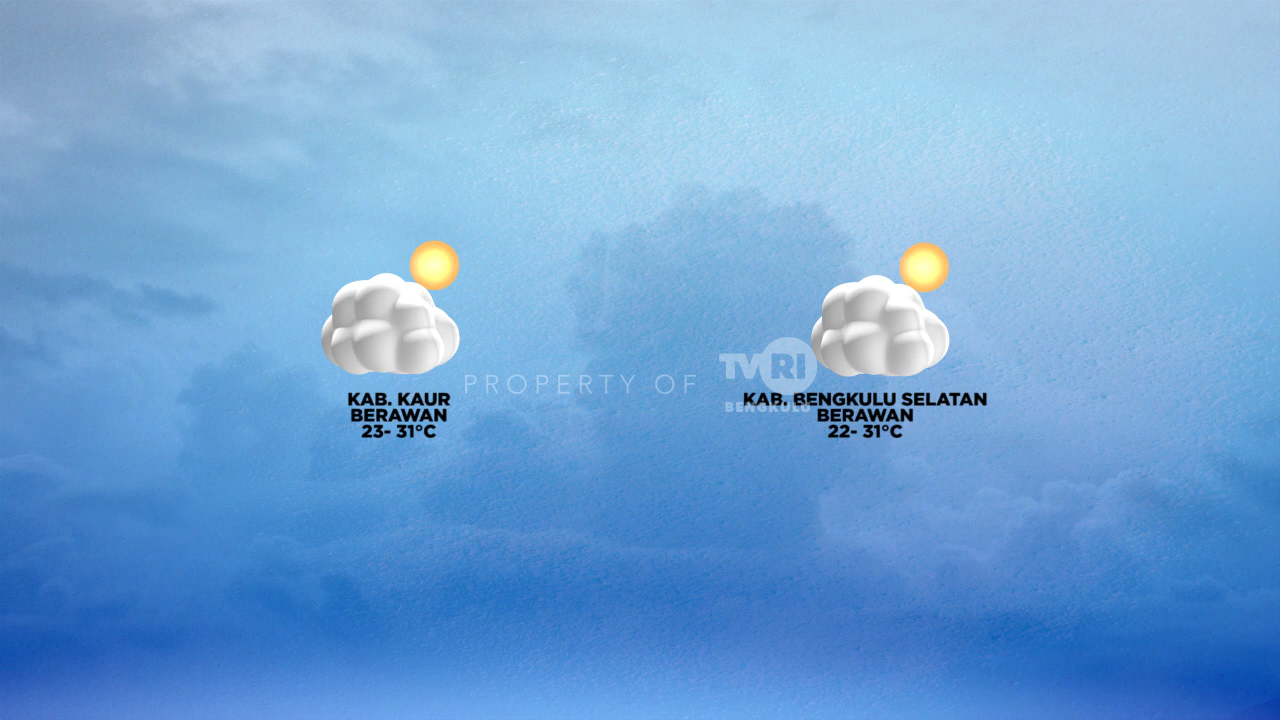 KAB. KAUR
BERAWAN
23- 31°C
PROPERTY OF
TVRI
BENGKULU
KAB. BENGKULU SELATAN
BERAWAN
22- 31°C